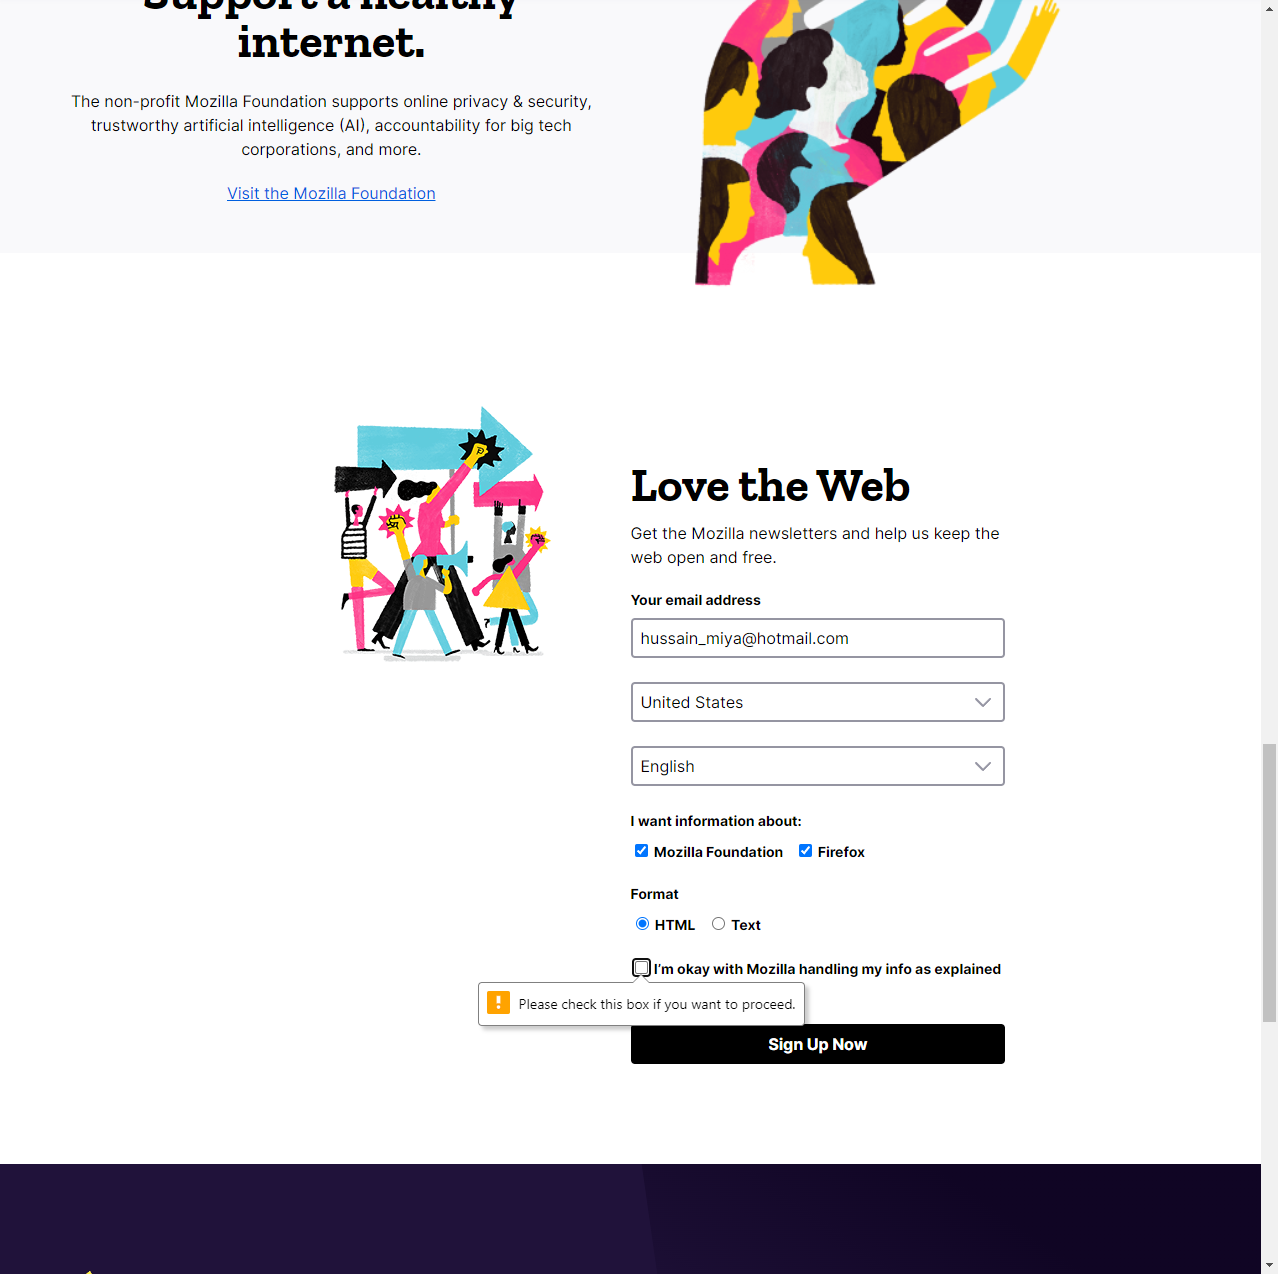 Support a healthy
internet.
The non-profit Mozilla Foundation supports online privacy & security,
trustworthy artificial intelligence (AI), accountability for big tech
corporations, and more.
Visit the Mozilla Foundation
Love the Web
Get the Mozilla newsletters and help us keep the
web open and free.
Your email address
hussain_miya@hotmail.com
United States
English
I want information about:
Mozilla Foundation Firefox
Format
HTML Text
I'm okay with Mozilla handling my info as explained
Please check this box if you want to proceed.
Sign Up Now